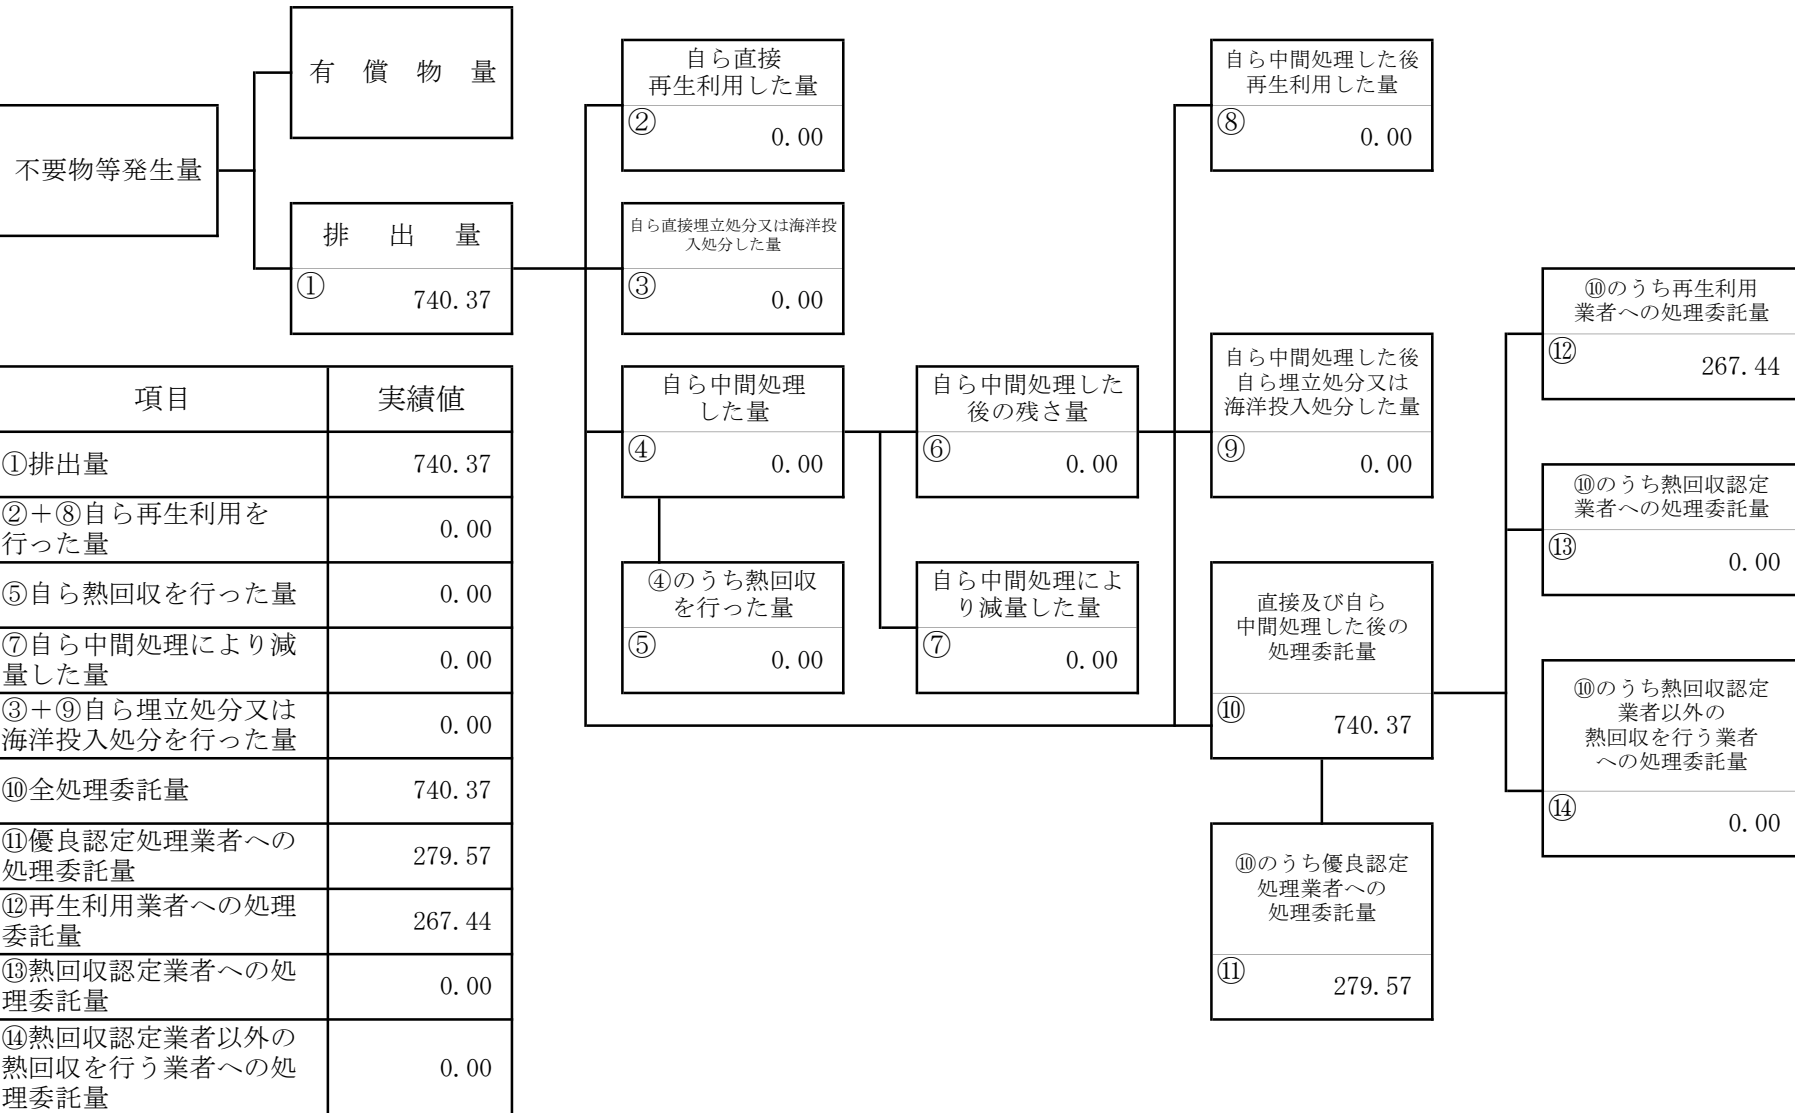 有　償　物　量
不要物等発生量
排　出　量
①
740.37
自ら直接
再生利用した量
②
0.00
自ら直接埋立処分又は海洋投
入処分した量
③
0.00
自ら中間処理
した量
④
0.00
④のうち熱回収
を行った量
⑤
0.00
自ら中間処理した
後の残さ量
⑥
0.00
自ら中間処理によ
り減量した量
⑦
0.00
自ら中間処理した後
再生利用した量
⑧
0.00
自ら中間処理した後
自ら埋立処分又は
海洋投入処分した量
⑨
0.00
直接及び自ら
中間処理した後の
処理委託量
⑩
740.37
⑩のうち優良認定
処理業者への
処理委託量
⑪
279.57
⑩のうち再生利用
業者への処理委託量
⑫
267.44
⑩のうち熱回収認定
業者への処理委託量
⑬
0.00
⑩のうち熱回収認定
業者以外の
熱回収を行う業者
への処理委託量
⑭
0.00
項目　実績値
①排出量　740.37
②＋⑧自ら再生利用を
行った量　0.00
⑤自ら熱回収を行った量　0.00
⑦自ら中間処理により減
量した量　0.00
③＋⑨自ら埋立処分又は
海洋投入処分を行った量　0.00
⑩全処理委託量　740.37
⑪優良認定処理業者への
処理委託量　279.57
⑫再生利用業者への処理
委託量　267.44
⑬熱回収認定業者への処
理委託量　0.00
⑭熱回収認定業者以外の
熱回収を行う業者への処
理委託量　0.00